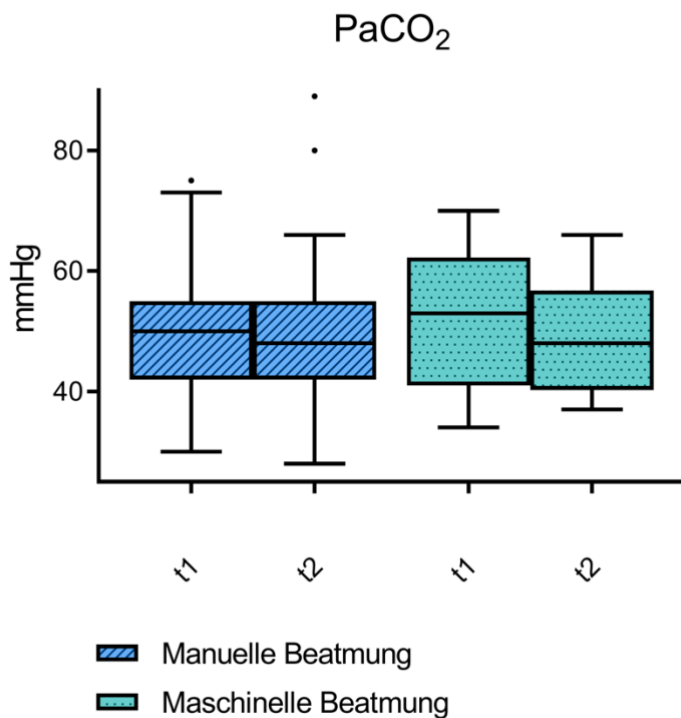 PaCO₂
mmHg
80
60
40
t1 t2 t1 t2
Manuelle Beatmung
Maschinelle Beatmung